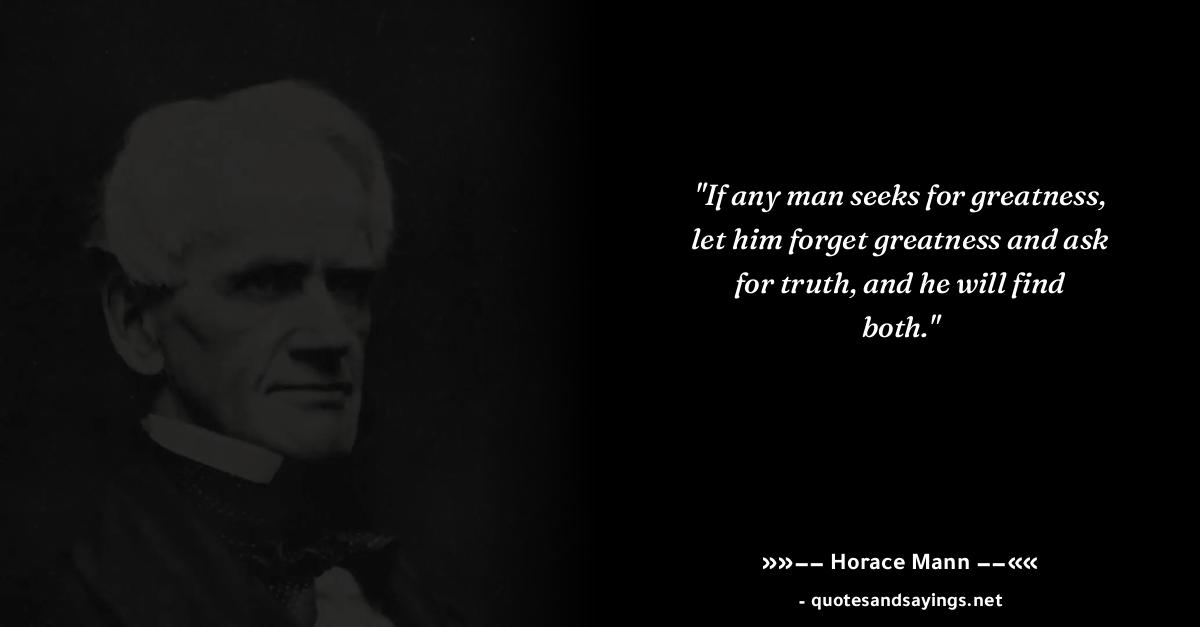 "If any man seeks for greatness,
let him forget greatness and ask
for truth, and he will find
both."
»»−− Horace Mann −−««
- quotesandsayings.net